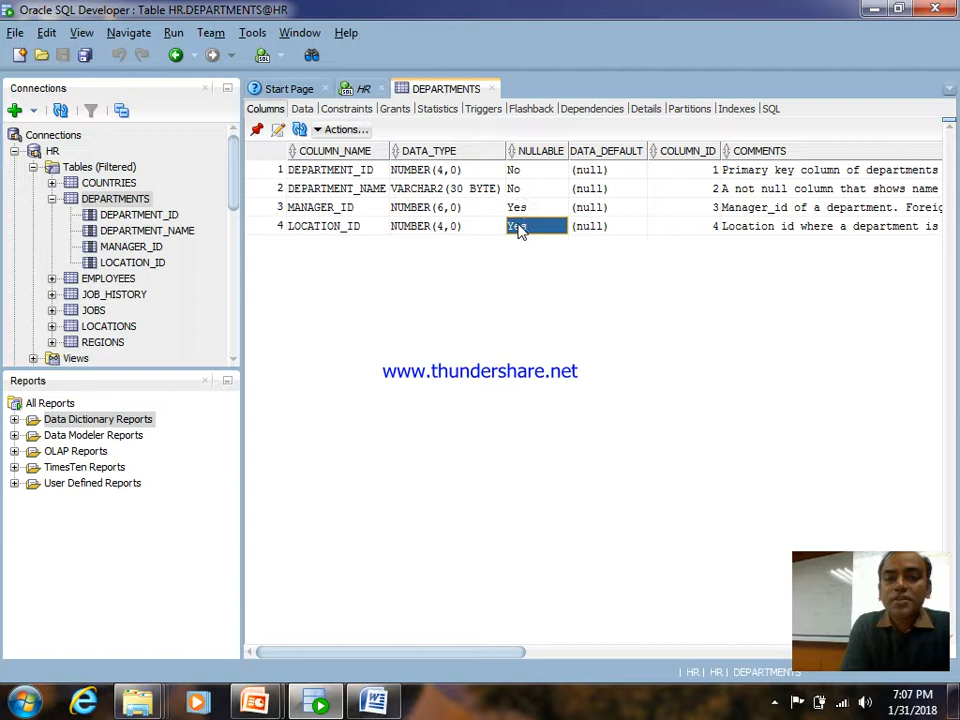 Oracle SQL Developer : Table HR.DEPARTMENTS@HR
File Edit View Navigate Run Team Tools Window Help
Connections
Connections
HR
Tables (Filtered)
COUNTRIES
DEPARTMENTS
DEPARTMENT_ID
DEPARTMENT_NAME
MANAGER_ID
LOCATION_ID
EMPLOYEES
JOB_HISTORY
JOBS
LOCATIONS
REGIONS
Views
Reports
All Reports
Data Dictionary Reports
Data Modeler Reports
OLAP Reports
TimesTen Reports
User Defined Reports
Start Page HR DEPARTMENTS
Columns Data Constraints Grants Statistics Triggers Flashback Dependencies Details Partitions Indexes SQL
Actions...
COLUMN_NAME DATA_TYPE NULLABLE DATA_DEFAULT COLUMN_ID COMMENTS
1 DEPARTMENT_ID NUMBER(4,0) No (null) 1 Primary key column of departments
2 DEPARTMENT_NAME VARCHAR2(30 BYTE) No (null) 2 A not null column that shows name
3 MANAGER_ID NUMBER(6,0) Yes (null) 3 Manager_id of a department. Foreig
4 LOCATION_ID NUMBER(4,0) Yes (null) 4 Location id where a department is
www.thundershare.net
| HR | HR | DEPARTMENTS
7:07 PM
1/31/2018